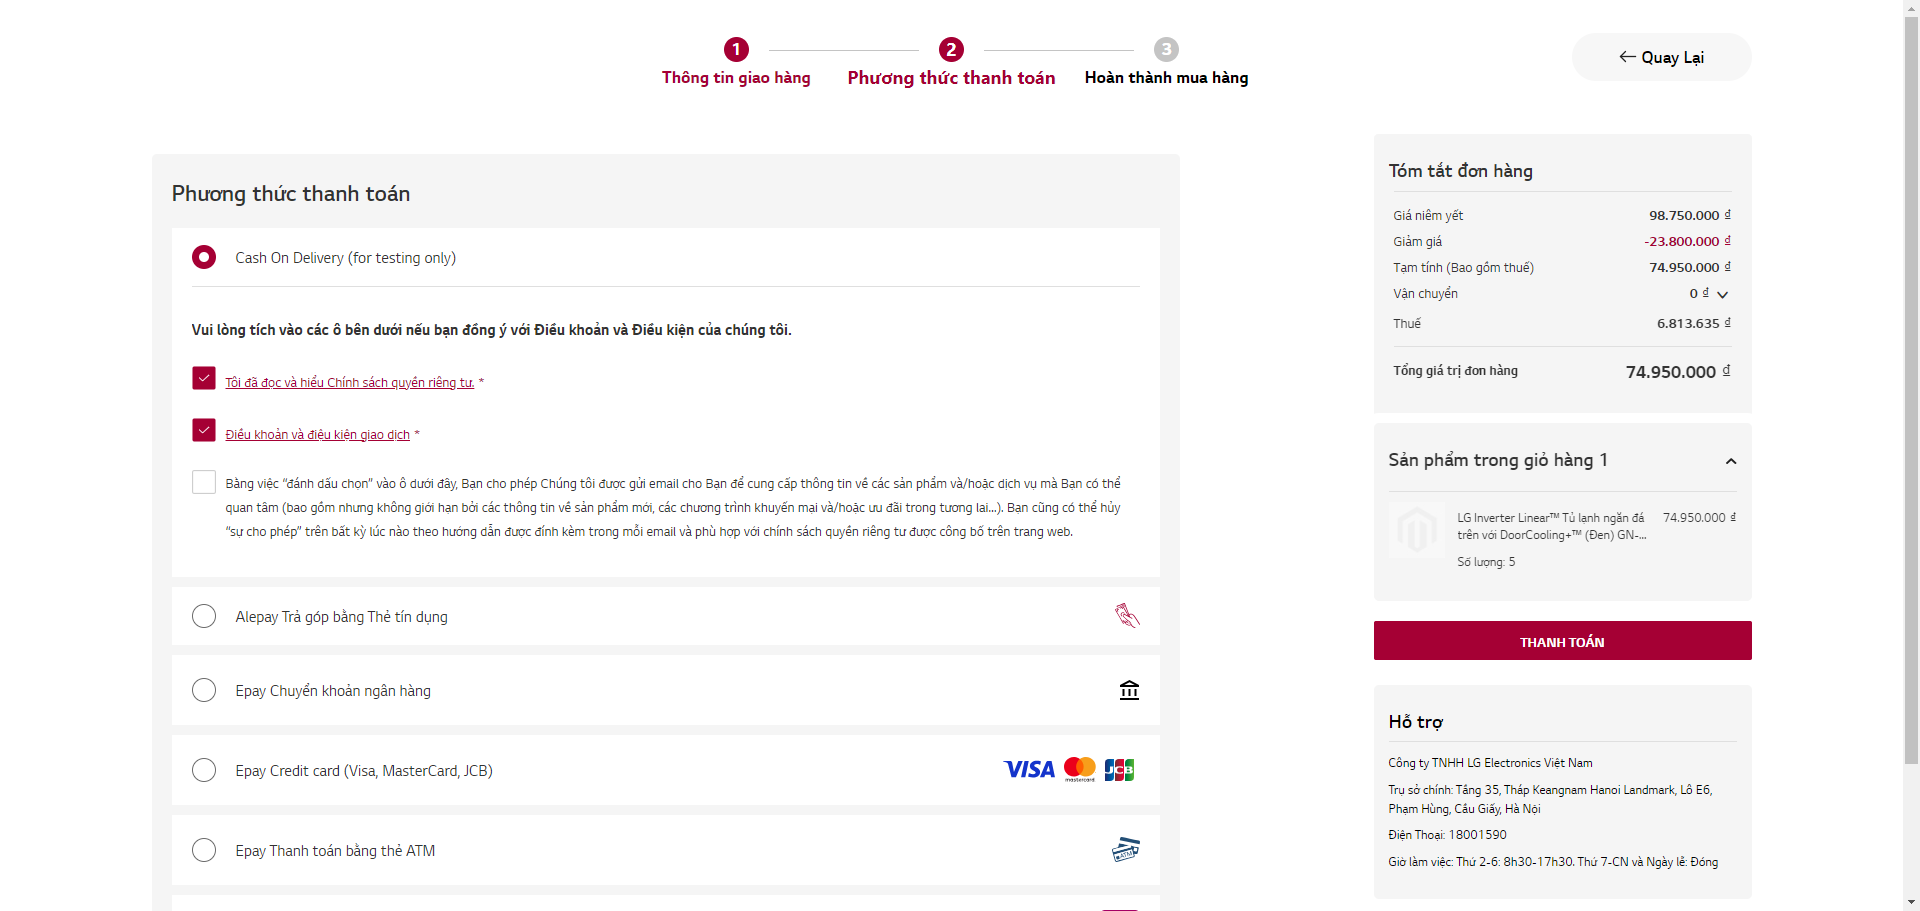 1
2
3
Thông tin giao hàng
Phương thức thanh toán
Hoàn thành mua hàng
Quay Lại
Phương thức thanh toán
Cash On Delivery (for testing only)
Vui lòng tích vào các ô bên dưới nếu bạn đồng ý với Điều khoản và Điều kiện của chúng tôi.
Tôi đã đọc và hiểu Chính sách quyền riêng tư. *
Điều khoản và điệu kiện giao dịch *
Bằng việc “đánh dấu chọn” vào ô dưới đây, Bạn cho phép Chúng tôi được gửi email cho Bạn để cung cấp thông tin về các sản phẩm và/hoặc dịch vụ mà Bạn có thể
quan tâm (bao gồm nhưng không giới hạn bởi các thông tin về sản phẩm mới, các chương trình khuyến mại và/hoặc ưu đãi trong tương lai...). Bạn cũng có thể hủy
“sự cho phép” trên bất kỳ lúc nào theo hướng dẫn được đính kèm trong mỗi email và phù hợp với chính sách quyền riêng tư được công bố trên trang web.
Alepay Trả góp bằng Thẻ tín dụng
Epay Chuyển khoản ngân hàng
Epay Credit card (Visa, MasterCard, JCB)
VISA
mastercard
JCB
Epay Thanh toán bằng thẻ ATM
ATM
Tóm tắt đơn hàng
Giá niêm yết 98.750.000 ₫
Giảm giá -23.800.000 ₫
Tạm tính (Bao gồm thuế) 74.950.000 ₫
Vận chuyển 0 ₫
Thuế 6.813.635 ₫
Tổng giá trị đơn hàng 74.950.000 ₫
Sản phẩm trong giỏ hàng 1
LG Inverter Linear™ Tủ lạnh ngăn đá 74.950.000 ₫
trên với DoorCooling+™ (Đen) GN-...
Số lượng: 5
THANH TOÁN
Hỗ trợ
Công ty TNHH LG Electronics Việt Nam
Trụ sở chính: Tầng 35, Tháp Keangnam Hanoi Landmark, Lô E6,
Phạm Hùng, Cầu Giấy, Hà Nội
Điện Thoại: 18001590
Giờ làm việc: Thứ 2-6: 8h30-17h30. Thứ 7-CN và Ngày lễ: Đóng